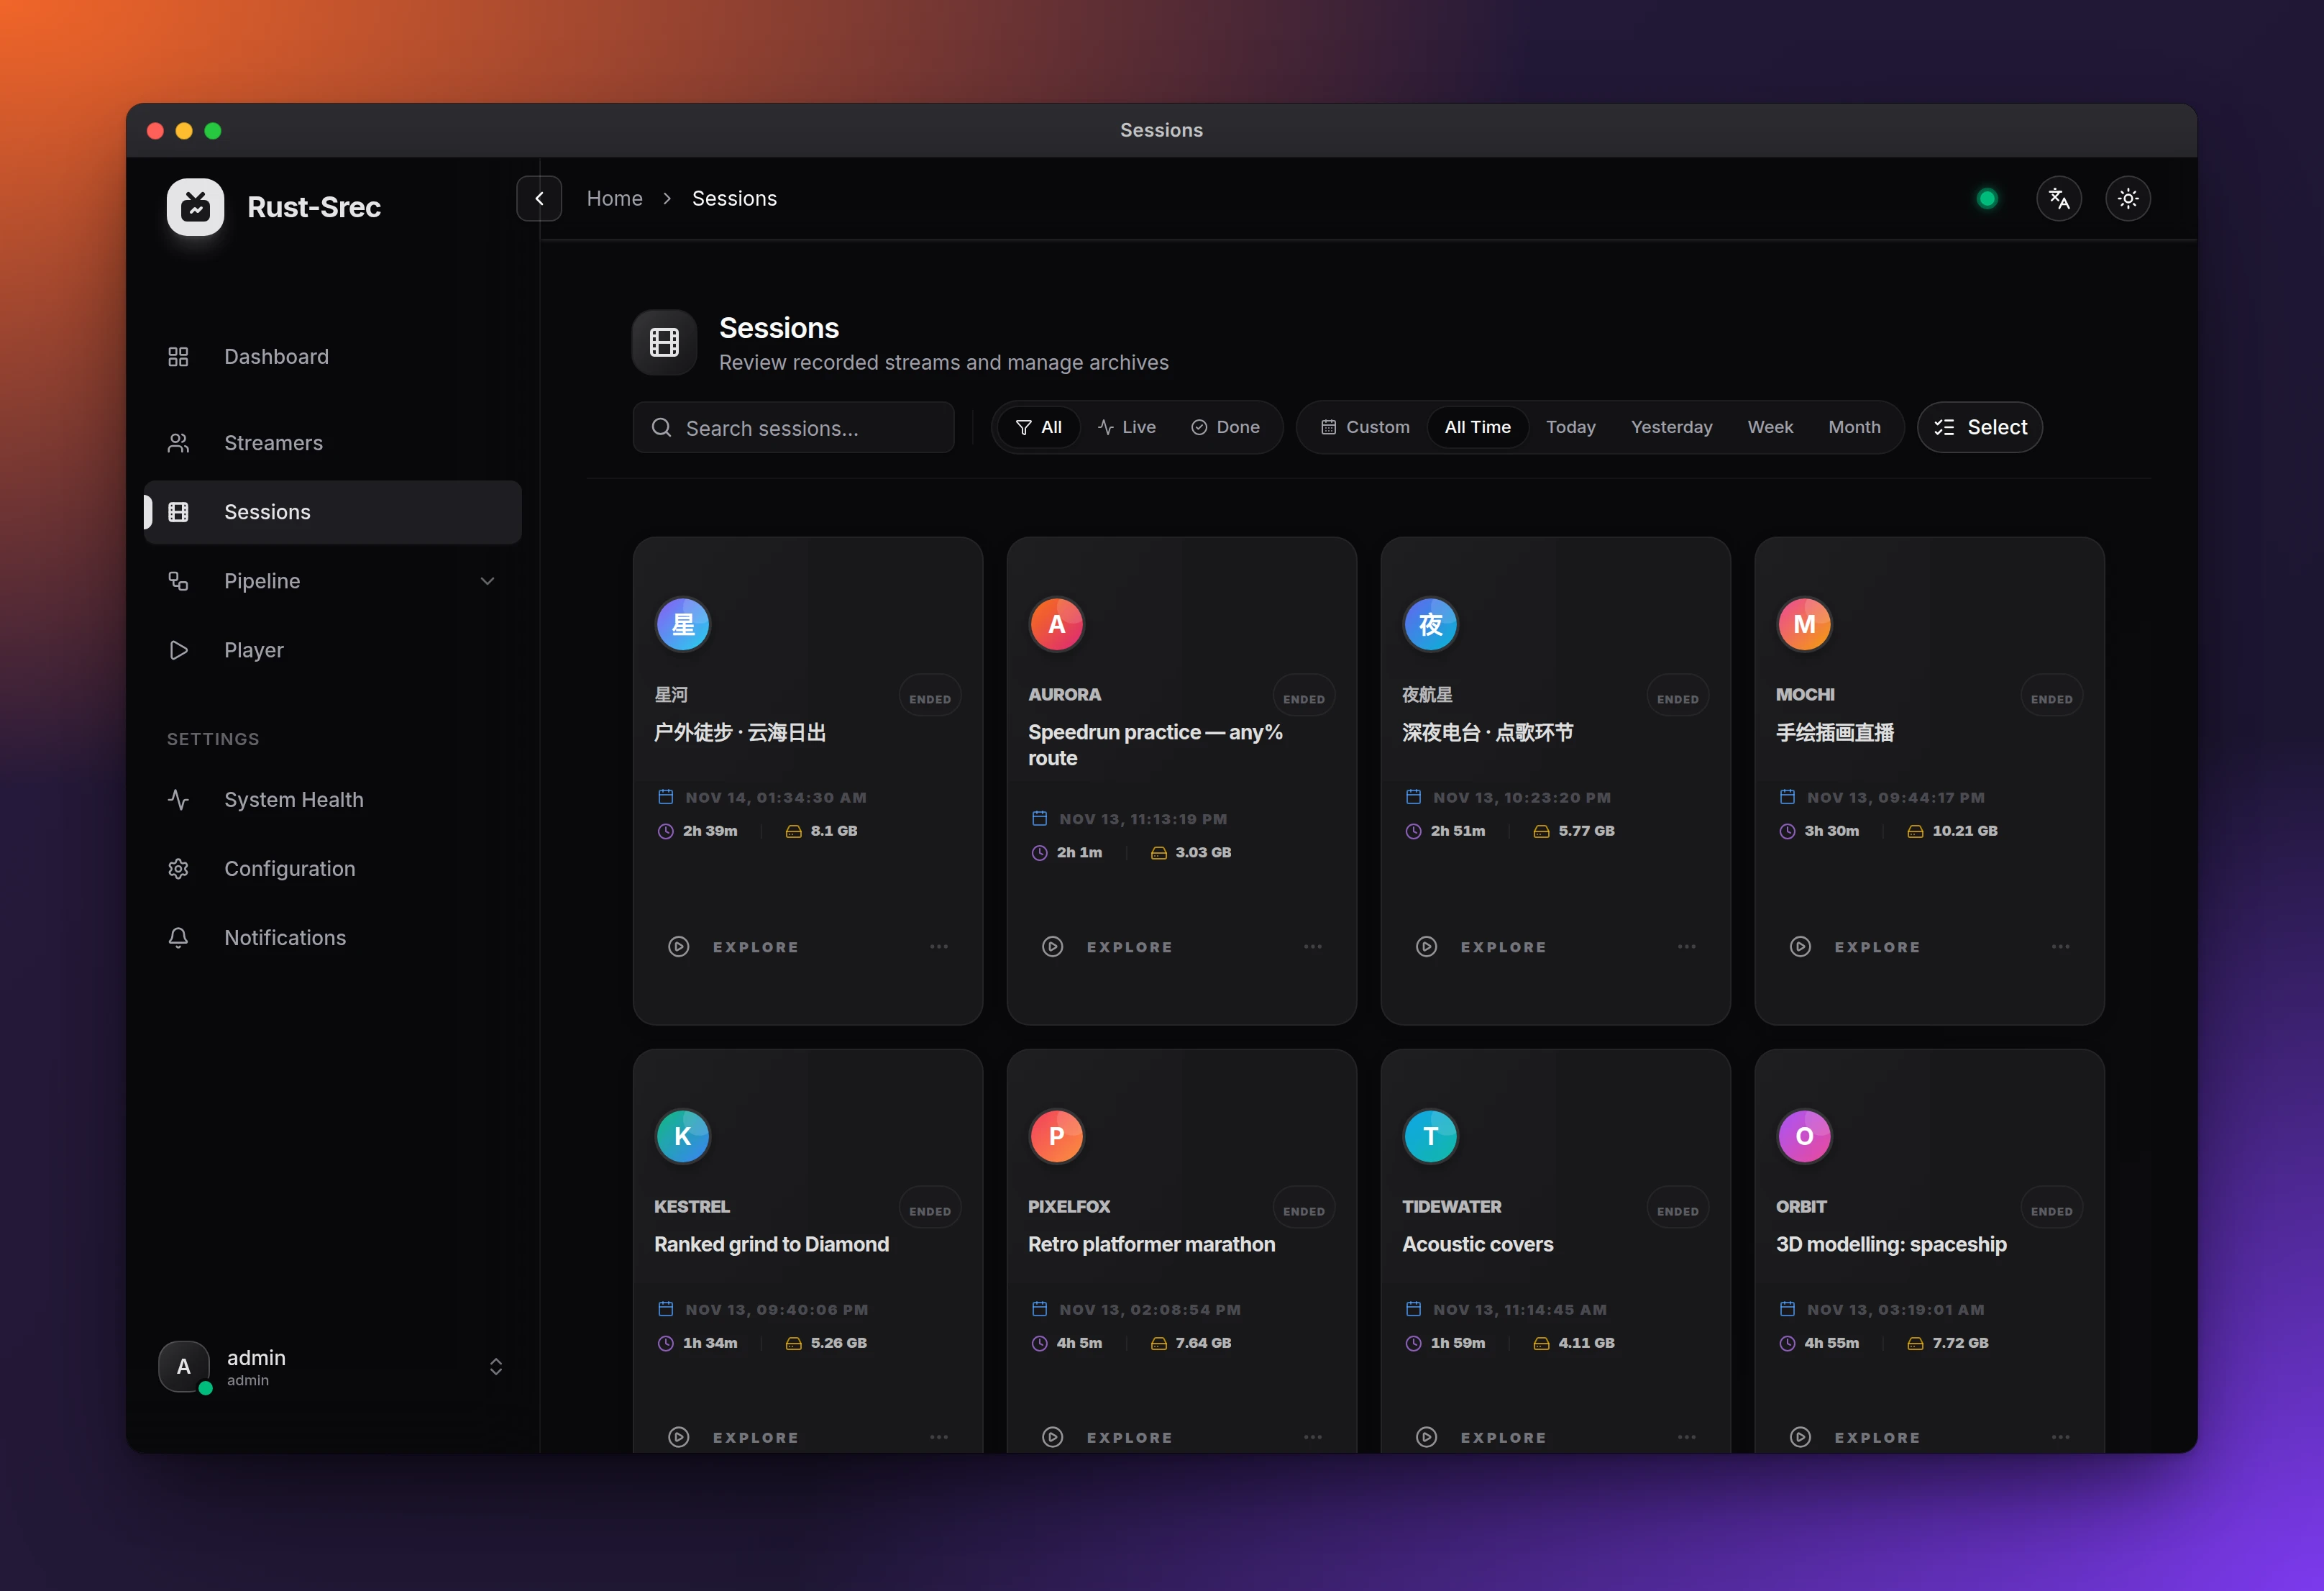 Sessions
Rust-Srec
Home
Sessions
Dashboard
Streamers
Sessions
Pipeline
Player
SETTINGS
System Health
Configuration
Notifications
A
admin
admin
Sessions
Review recorded streams and manage archives
Search sessions...
All
Live
Done
Custom
All Time
Today
Yesterday
Week
Month
Select
星
星河
ENDED
户外徒步 · 云海日出
NOV 14, 01:34:30 AM
2h 39m
8.1 GB
EXPLORE
A
AURORA
ENDED
Speedrun practice — any%
route
NOV 13, 11:13:19 PM
2h 1m
3.03 GB
EXPLORE
夜
夜航星
ENDED
深夜电台 · 点歌环节
NOV 13, 10:23:20 PM
2h 51m
5.77 GB
EXPLORE
M
MOCHI
ENDED
手绘插画直播
NOV 13, 09:44:17 PM
3h 30m
10.21 GB
EXPLORE
K
KESTREL
ENDED
Ranked grind to Diamond
NOV 13, 09:40:06 PM
1h 34m
5.26 GB
EXPLORE
P
PIXELFOX
ENDED
Retro platformer marathon
NOV 13, 02:08:54 PM
4h 5m
7.64 GB
EXPLORE
T
TIDEWATER
ENDED
Acoustic covers
NOV 13, 11:14:45 AM
1h 59m
4.11 GB
EXPLORE
O
ORBIT
ENDED
3D modelling: spaceship
NOV 13, 03:19:01 AM
4h 55m
7.72 GB
EXPLORE